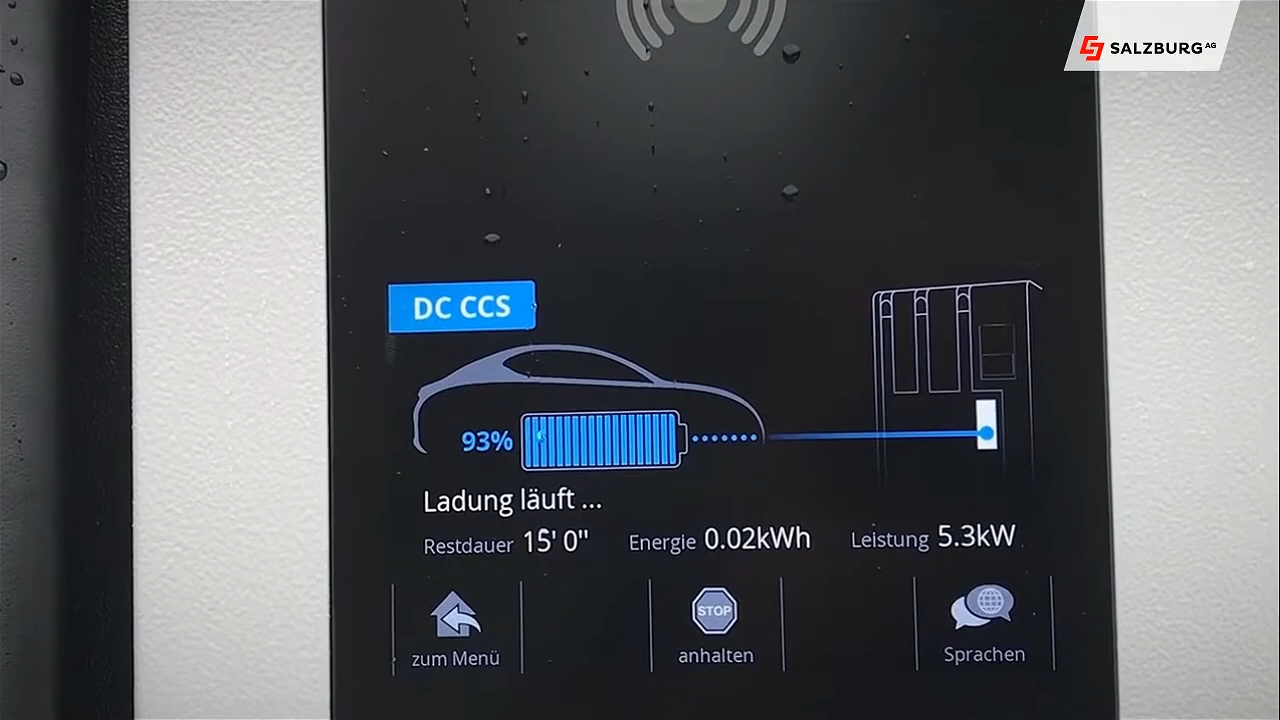 SALZBURG AG
DC CCS
93%
Ladung läuft ...
Restdauer 15' 0" Energie 0.02kWh Leistung 5.3kW
STOP
zum Menü anhalten Sprachen